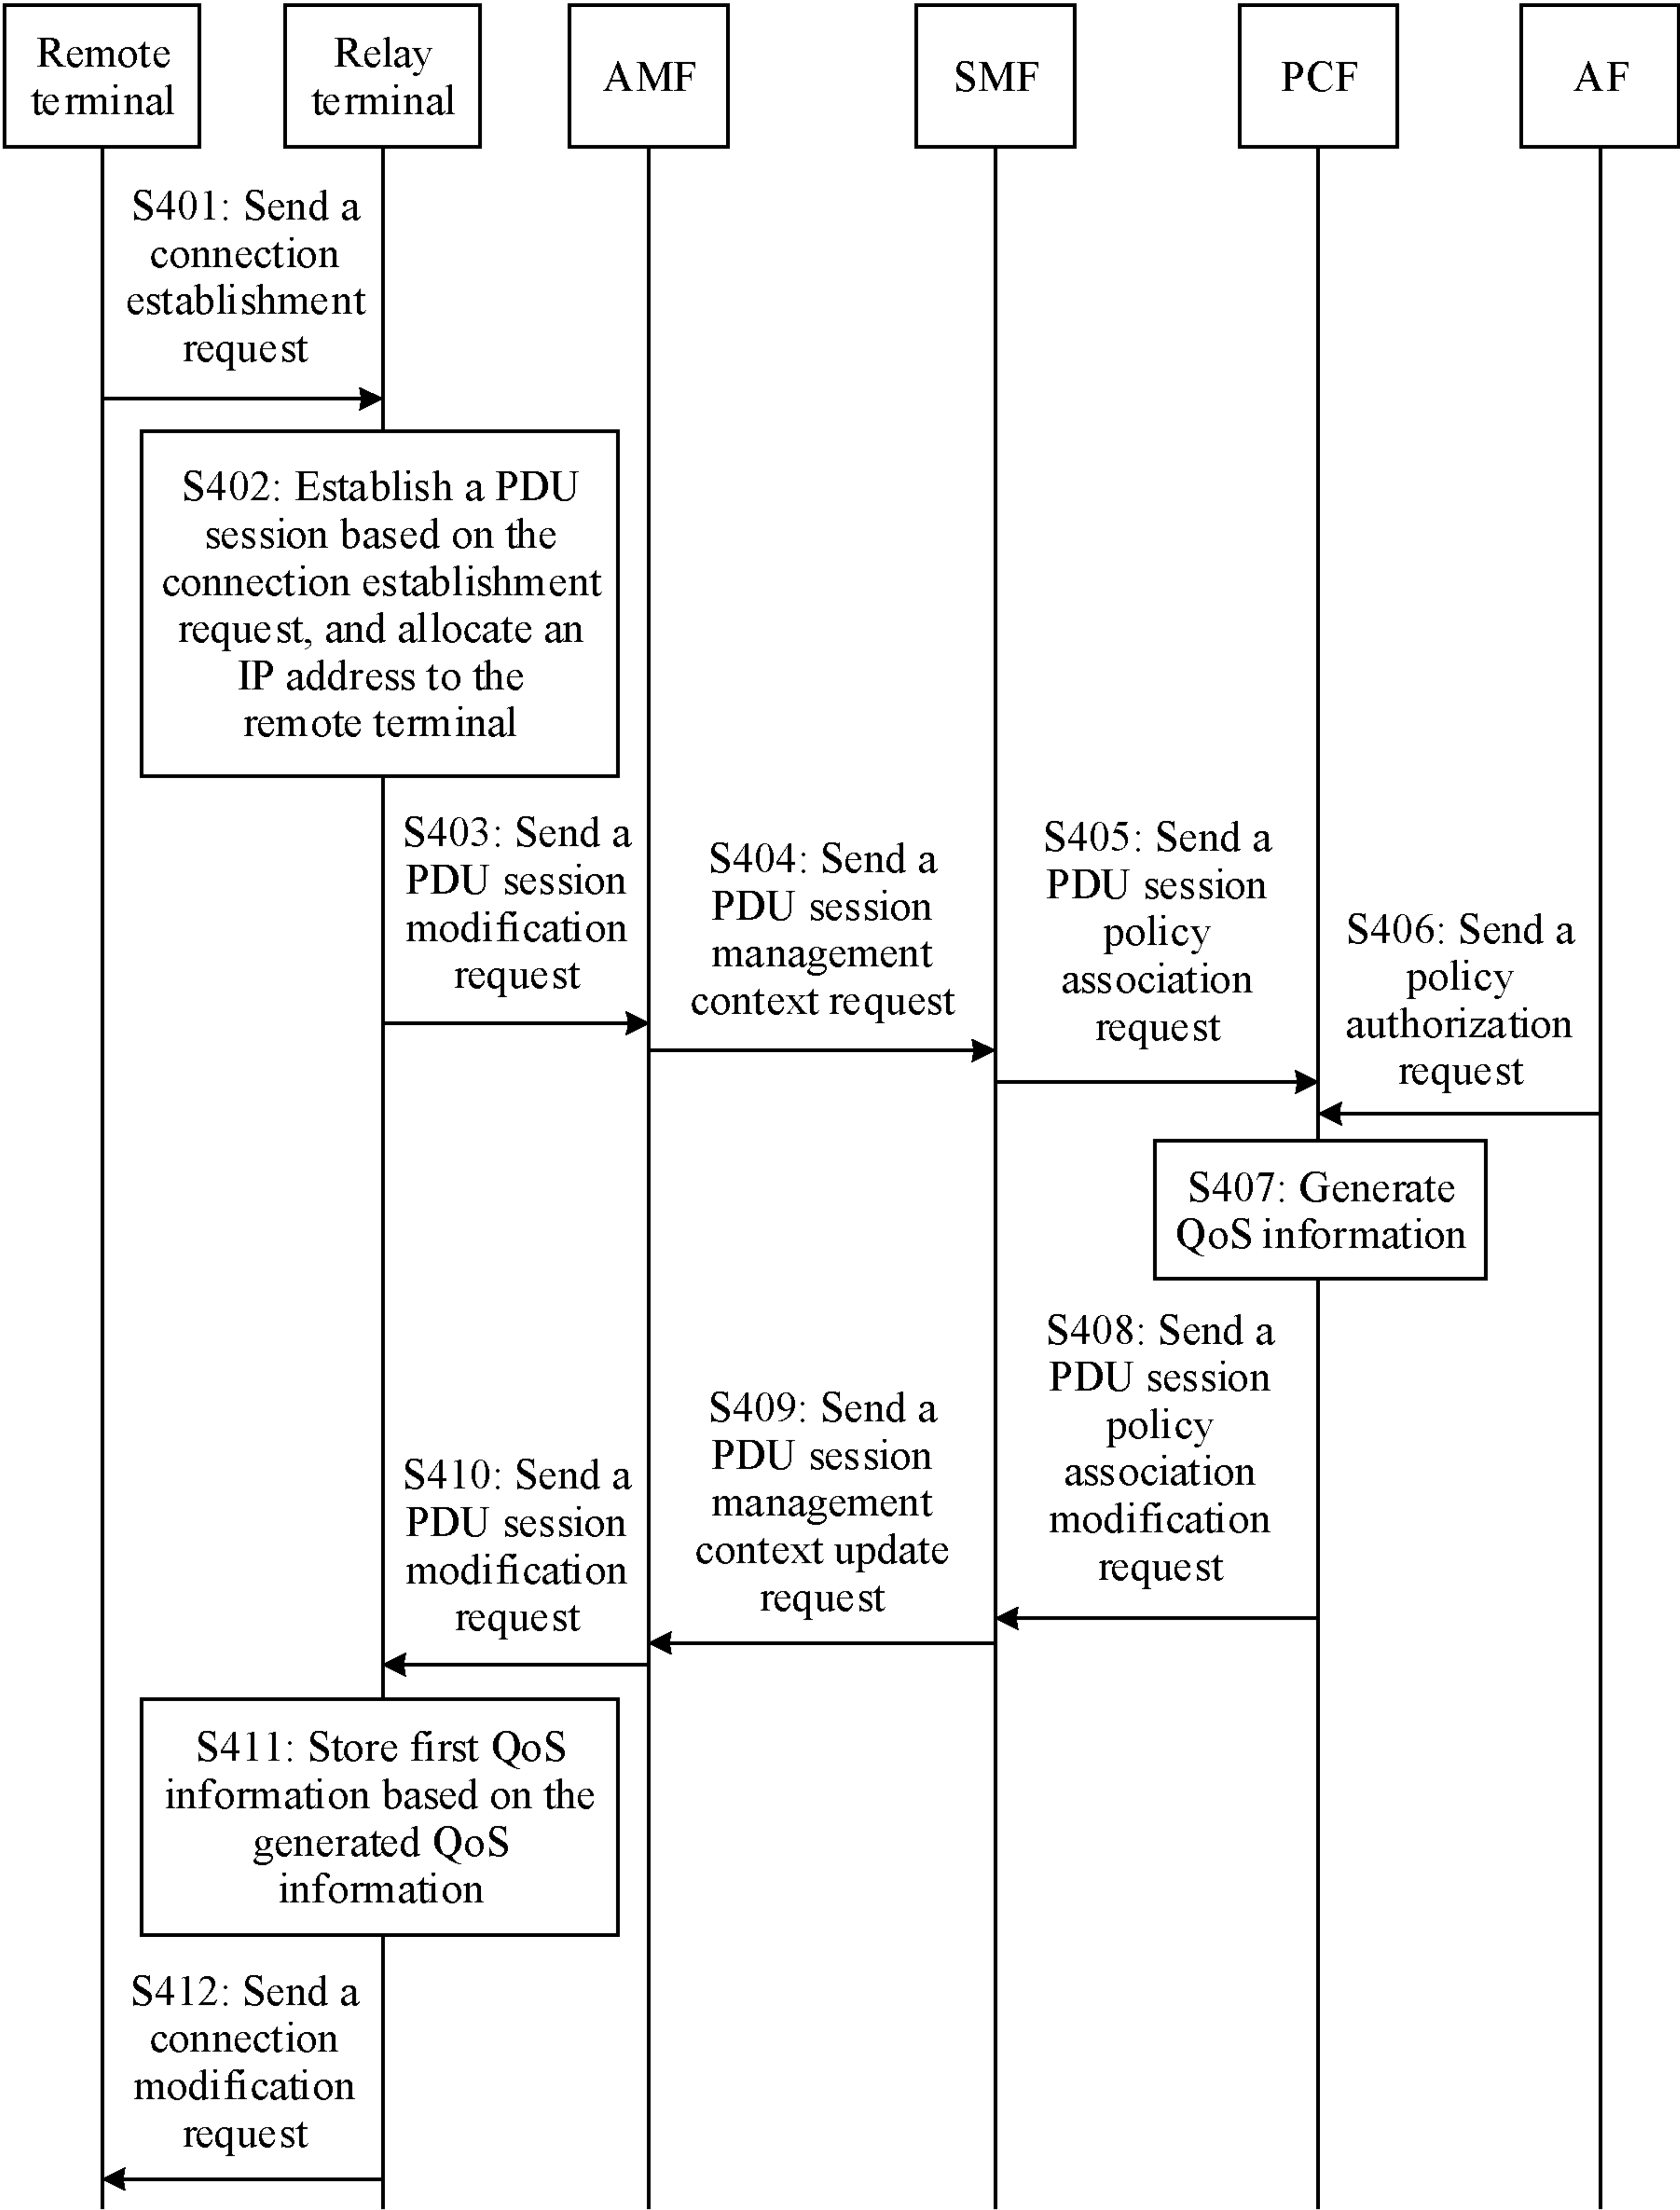 Remote
terminal
Relay
terminal
AMF
SMF
PCF
AF
S401: Send a
connection
establishment
request
S402: Establish a PDU
session based on the
connection establishment
request, and allocate an
IP address to the
remote terminal
S403: Send a
PDU session
modification
request
S404: Send a
PDU session
management
context request
S405: Send a
PDU session
policy
association
request
S406: Send a
policy
authorization
request
S407: Generate
QoS information
S408: Send a
PDU session
policy
association
modification
request
S409: Send a
PDU session
management
context update
request
S410: Send a
PDU session
modification
request
S411: Store first QoS
information based on the
generated QoS
information
S412: Send a
connection
modification
request